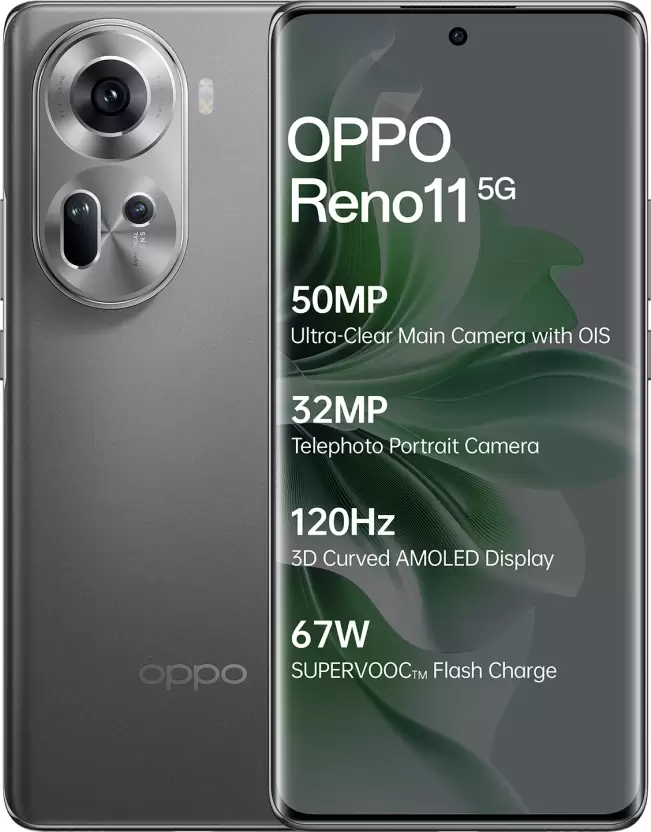 OPPO
Reno11 5G
50MP
Ultra-Clear Main Camera with OIS
32MP
Telephoto Portrait Camera
120Hz
3D Curved AMOLED Display
67W
SUPERVOOC™ Flash Charge
oppo